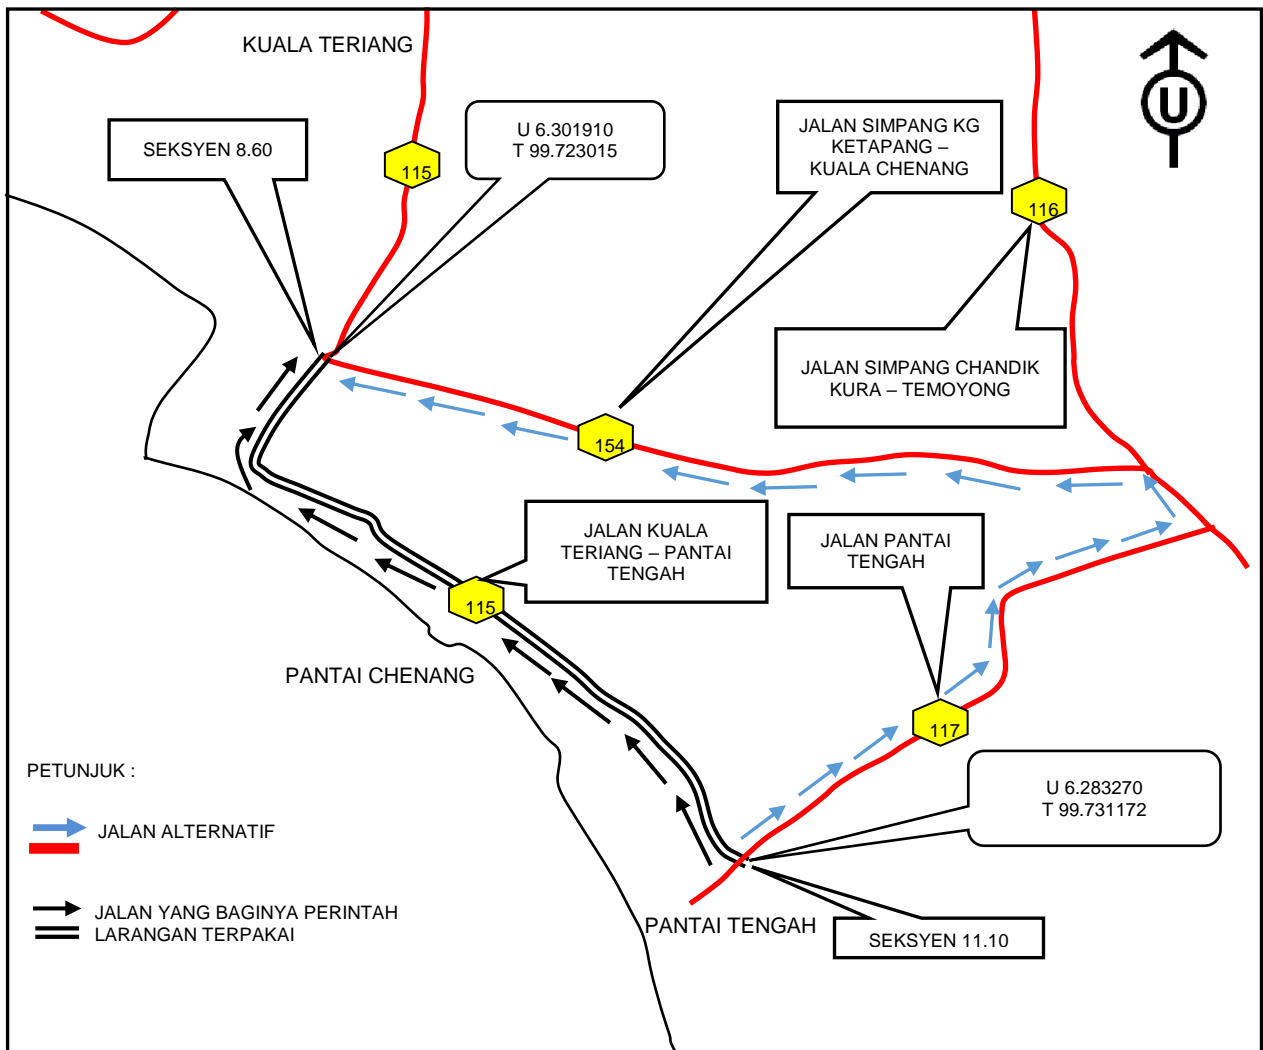 KUALA TERIANG
U
SEKSYEN 8.60
U 6.301910
T 99.723015
115
JALAN SIMPANG KG
KETAPANG –
KUALA CHENANG
116
JALAN SIMPANG CHANDIK
KURA – TEMOYONG
154
JALAN KUALA
TERIANG – PANTAI
TENGAH
JALAN PANTAI
TENGAH
115
PANTAI CHENANG
117
PETUNJUK :
JALAN ALTERNATIF
JALAN YANG BAGINYA PERINTAH
LARANGAN TERPAKAI
U 6.283270
T 99.731172
PANTAI TENGAH
SEKSYEN 11.10